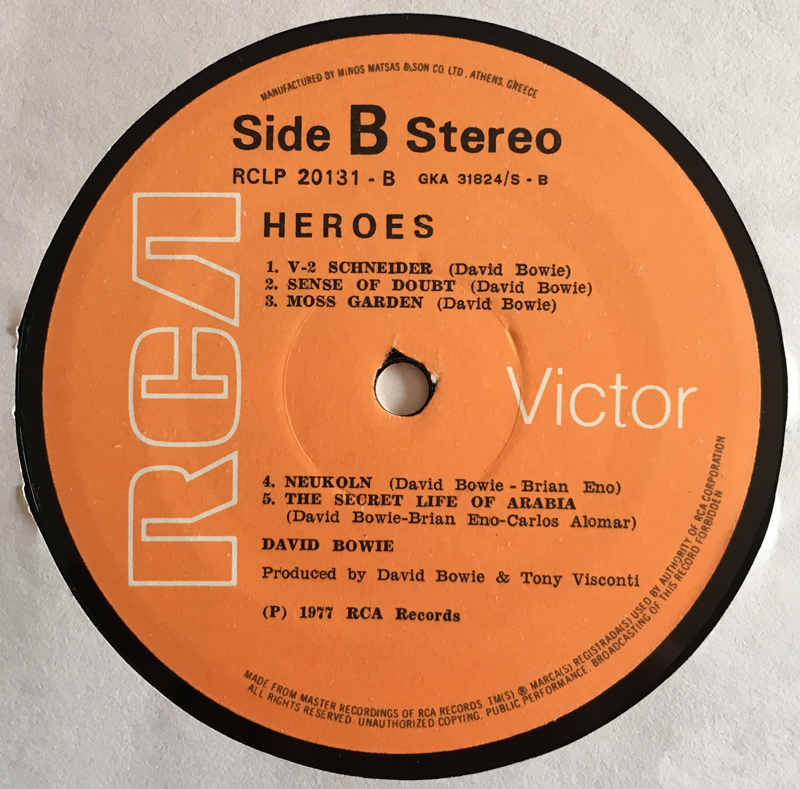 MANUFACTURED BY MINOS MATSAS & SON CO. LTD., ATHENS, GREECE
Side B Stereo
RCLP 20131 - B GKA 31824/S - B
HEROES
1. V-2 SCHNEIDER (David Bowie)
2. SENSE OF DOUBT (David Bowie)
3. MOSS GARDEN (David Bowie)
RCA
Victor
4. NEUKOLN (David Bowie - Brian Eno)
5. THE SECRET LIFE OF ARABIA
(David Bowie-Brian Eno-Carlos Alomar)
DAVID BOWIE
Produced by David Bowie & Tony Visconti
(P) 1977 RCA Records
MADE FROM MASTER RECORDINGS OF RCA RECORDS TM(S) ® MARCA(S) REGISTRADA(S) USED BY AUTHORITY OF RCA CORPORATION
ALL RIGHTS RESERVED UNAUTHORIZED COPYING. PUBLIC PERFORMANCE. BROADCASTING OF THIS RECORD FORBIDDEN